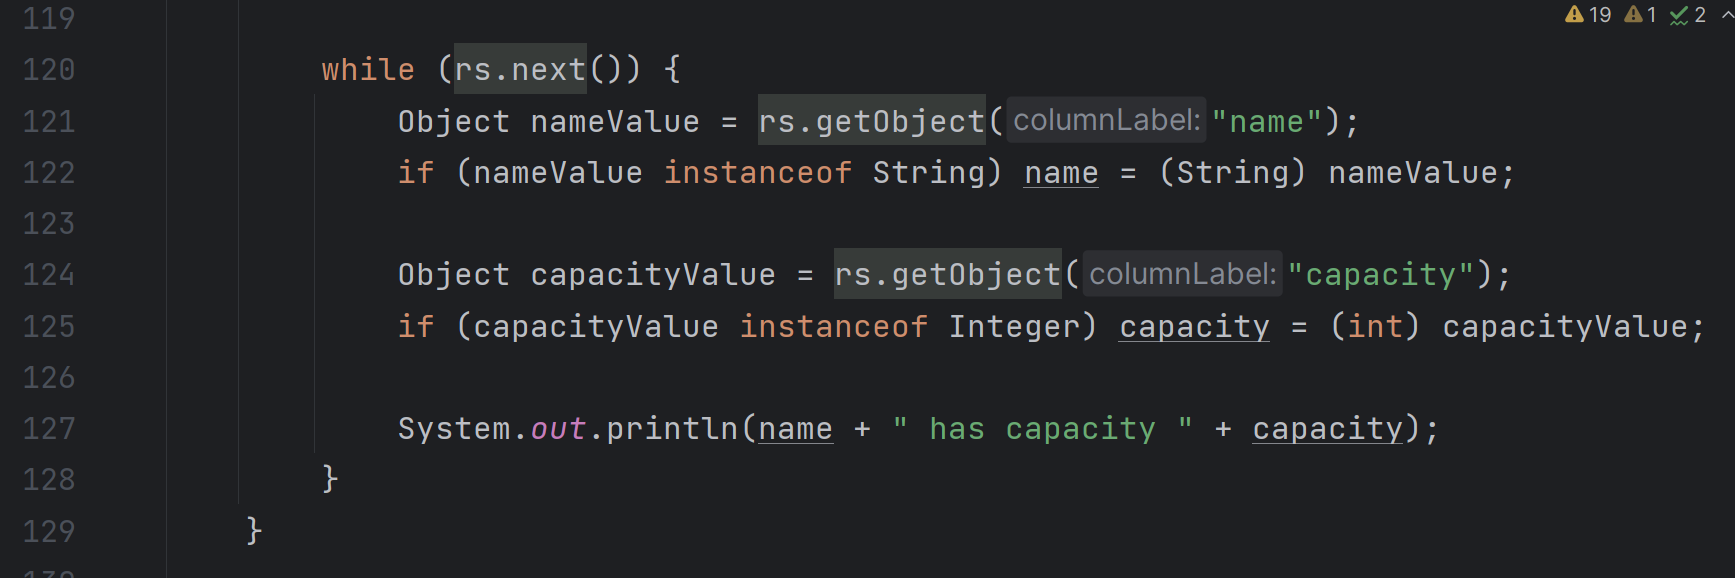 119
19 1 2
120 while (rs.next()) {
121 Object nameValue = rs.getObject( columnLabel: "name");
122 if (nameValue instanceof String) name = (String) nameValue;
123
124 Object capacityValue = rs.getObject( columnLabel: "capacity");
125 if (capacityValue instanceof Integer) capacity = (int) capacityValue;
126
127 System.out.println(name + " has capacity " + capacity);
128 }
129 }
130